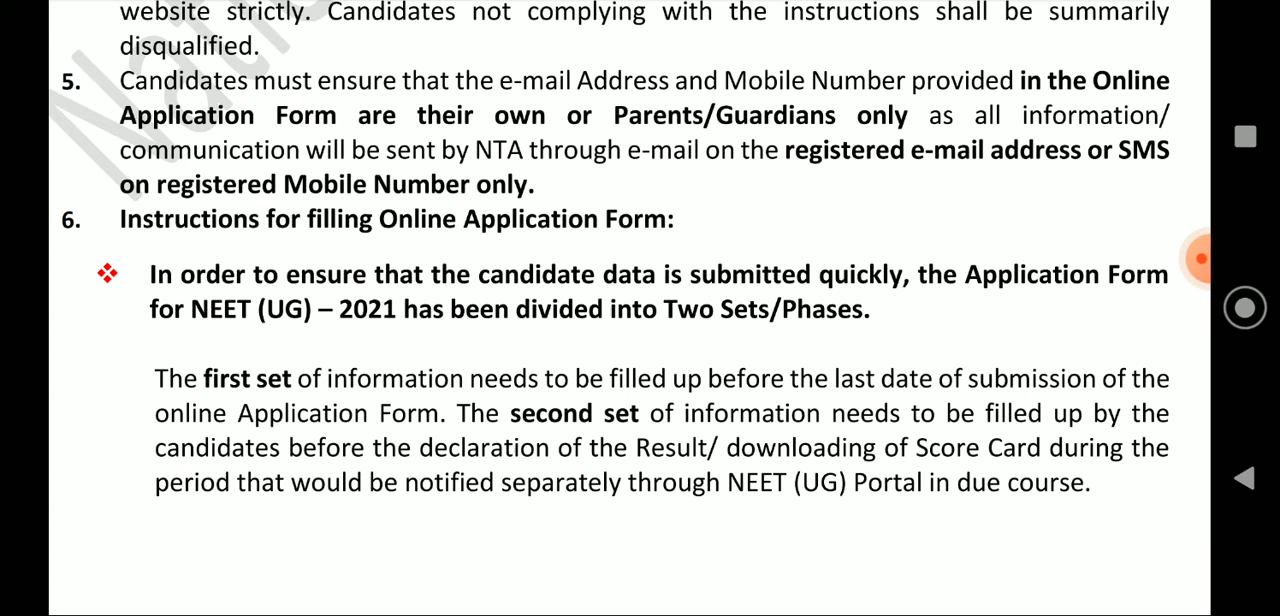 website strictly. Candidates not complying with the instructions shall be summarily
disqualified.
5. Candidates must ensure that the e-mail Address and Mobile Number provided in the Online
Application Form are their own or Parents/Guardians only as all information/
communication will be sent by NTA through e-mail on the registered e-mail address or SMS
on registered Mobile Number only.
6. Instructions for filling Online Application Form:
❖ In order to ensure that the candidate data is submitted quickly, the Application Form
for NEET (UG) – 2021 has been divided into Two Sets/Phases.
The first set of information needs to be filled up before the last date of submission of the
online Application Form. The second set of information needs to be filled up by the
candidates before the declaration of the Result/ downloading of Score Card during the
period that would be notified separately through NEET (UG) Portal in due course.